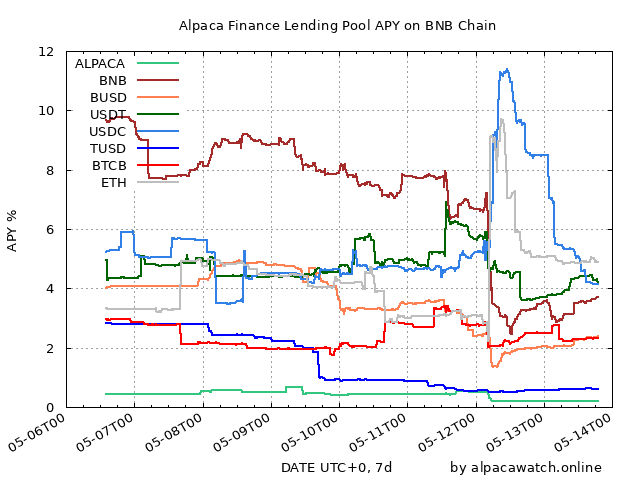 Alpaca Finance Lending Pool APY on BNB Chain
12
10
8
6
4
2
0
APY %
ALPACA
BNB
BUSD
USDT
USDC
TUSD
BTCB
ETH
05-06T00
05-07T00
05-08T00
05-09T00
05-10T00
05-11T00
05-12T00
05-13T00
05-14T00
DATE UTC+0, 7d
by alpacawatch.online